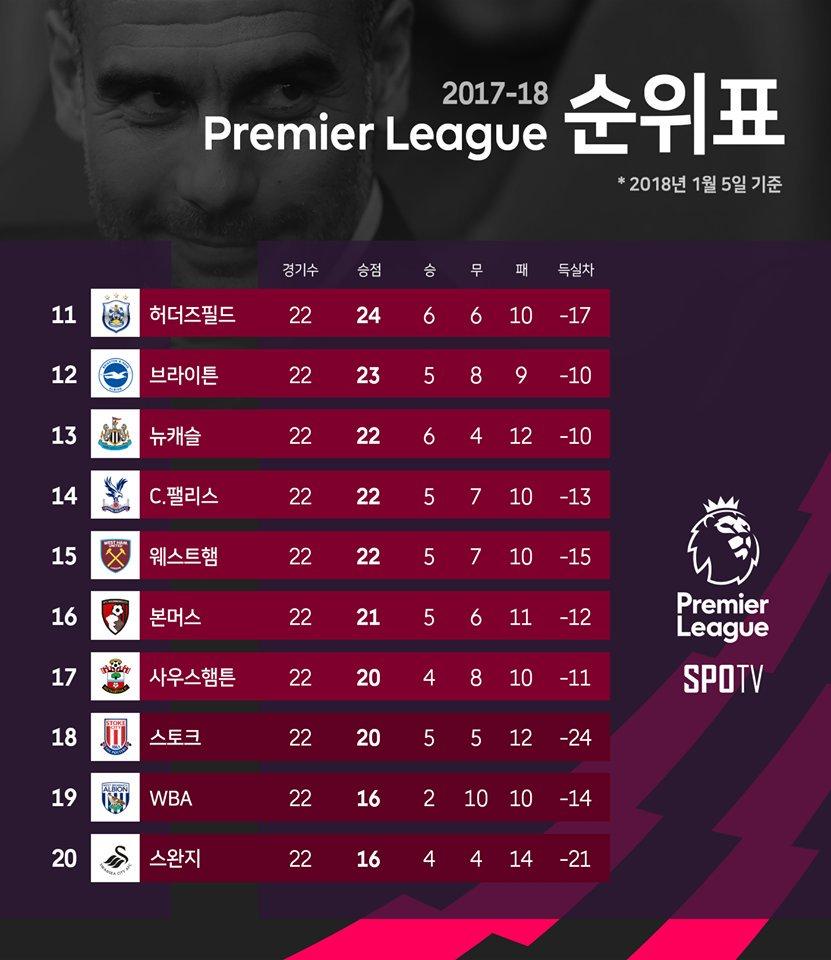 2017-18
Premier League 순위표
* 2018년 1월 5일 기준
경기수 승점 승 무 패 득실차
11 허더즈필드 22 24 6 6 10 -17
12 브라이튼 22 23 5 8 9 -10
13 뉴캐슬 22 22 6 4 12 -10
14 C.팰리스 22 22 5 7 10 -13
15 웨스트햄 22 22 5 7 10 -15
16 본머스 22 21 5 6 11 -12
17 사우스햄튼 22 20 4 8 10 -11
18 스토크 22 20 5 5 12 -24
19 WBA 22 16 2 10 10 -14
20 스완지 22 16 4 4 14 -21
Premier
League
SPOTV